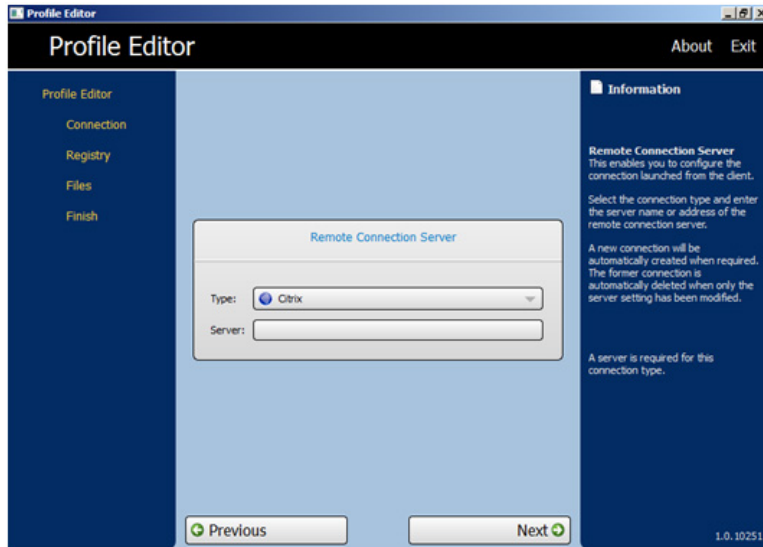 Profile Editor
Profile Editor
About Exit
Profile Editor
Connection
Registry
Files
Finish
Remote Connection Server
Type: Citrix
Server:
Previous
Next
Information
Remote Connection Server
This enables you to configure the
connection launched from the client.
Select the connection type and enter
the server name or address of the
remote connection server.
A new connection will be
automatically created when required.
The former connection is
automatically deleted when only the
server setting has been modified.
A server is required for this
connection type.
1.0.10251